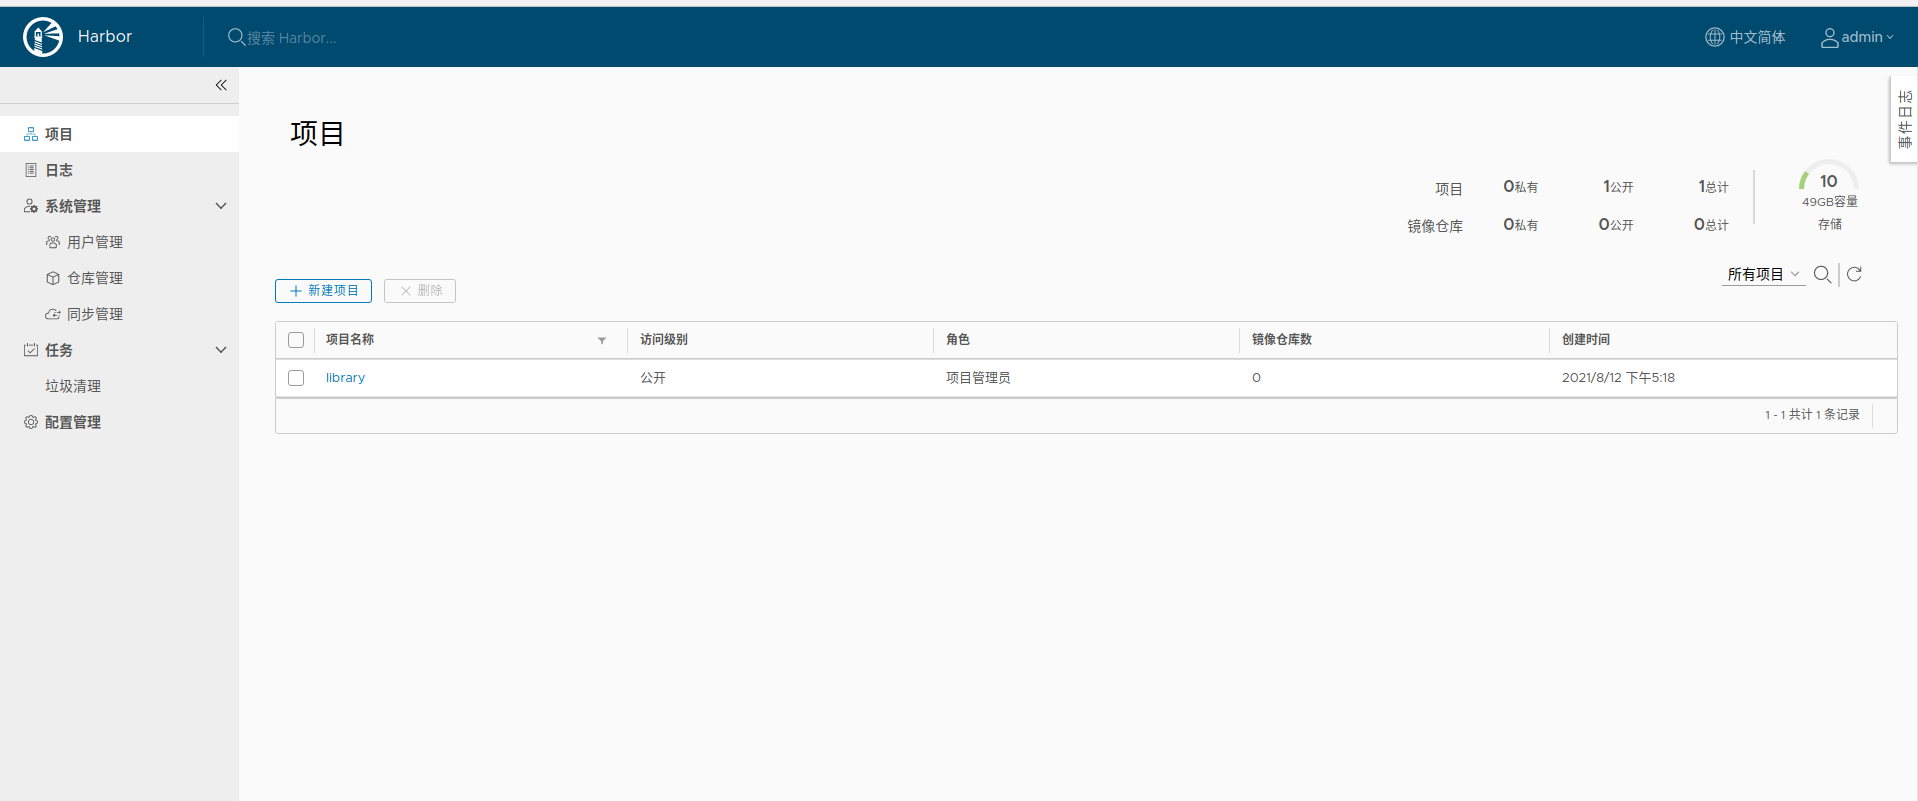 Harbor
搜索 Harbor...
中文简体
admin
事件日志
项目
日志
系统管理
用户管理
仓库管理
同步管理
任务
垃圾清理
配置管理
项目
项目 0私有 1公开 1总计
镜像仓库 0私有 0公开 0总计
10
49GB容量
存储
所有项目
新建项目 删除
项目名称 访问级别 角色 镜像仓库数 创建时间
library 公开 项目管理员 0 2021/8/12 下午5:18
1 - 1 共计 1 条记录